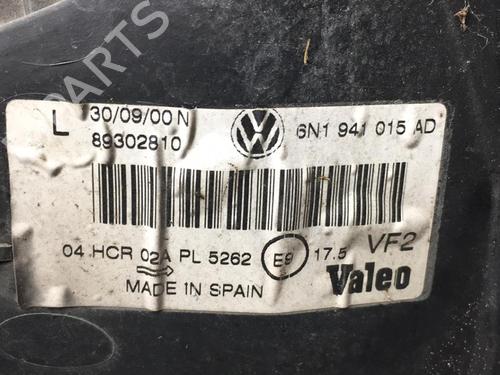 PARTS
L 30/09/00 N
89302810
6N1 941 015 AD
04 HCR 02A PL 5262 E9 17.5 VF2
MADE IN SPAIN
Valeo